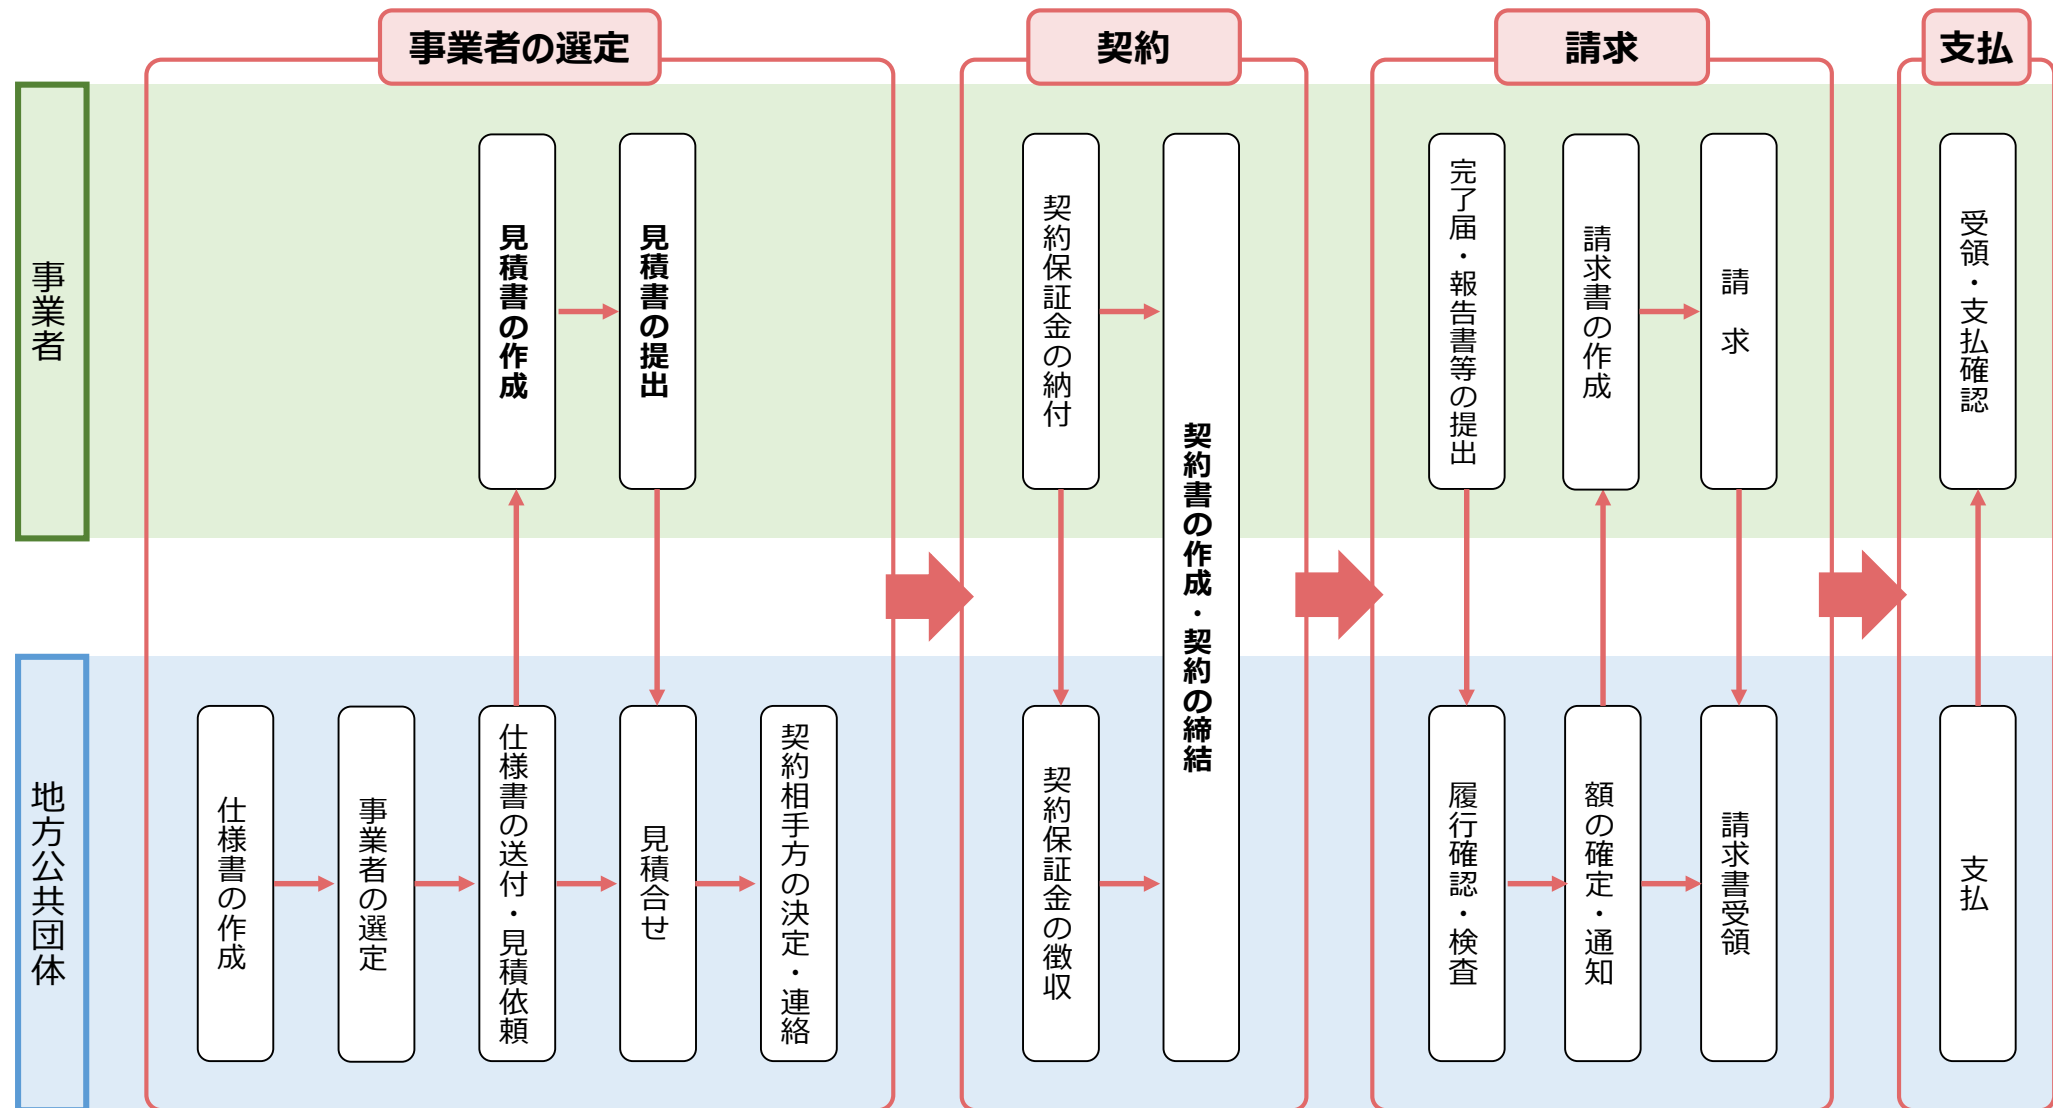 事業者の選定
契約
請求
支払
事業者
見積書の作成
見積書の提出
契約保証金の納付
契約書の作成・契約の締結
完了届・報告書等の提出
請求書の作成
請 求
受領・支払確認
地方公共団体
仕様書の作成
事業者の選定
仕様書の送付・見積依頼
見積合せ
契約相手方の決定・連絡
契約保証金の徴収
履行確認・検査
額の確定・通知
請求書受領
支払